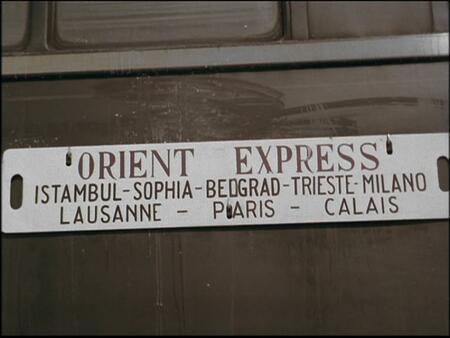 ORIENT EXPRESS
ISTAMBUL-SOPHIA-BEOGRAD-TRIESTE-MILANO
LAUSANNE - PARIS - CALAIS